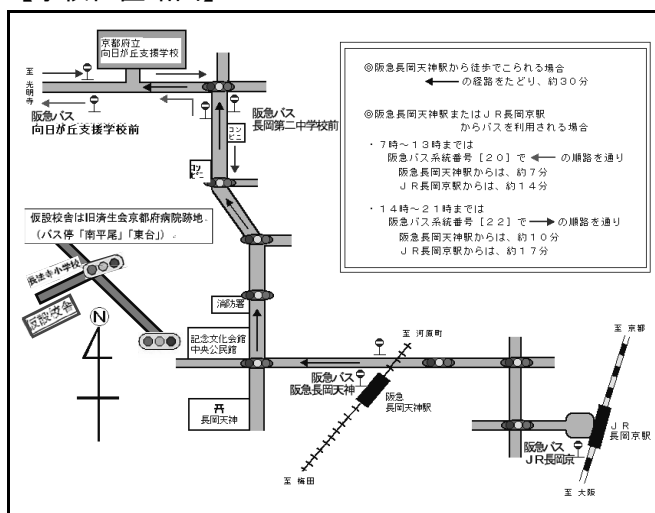 京都府立
向日が丘支援学校
至
光明寺
阪急バス
向日が丘支援学校前
阪急バス
長岡第二中学校前
コンビニ
コンビニ
◎阪急長岡天神駅から徒歩でこられる場合
の経路をたどり、約30分
◎阪急長岡天神駅またはJR長岡京駅
からバスを利用される場合
・7時～13時までは
阪急バス系統番号[20]で の順路を通り
阪急長岡天神駅からは、約7分
JR長岡京駅からは、約14分
・14時～21時までは
阪急バス系統番号[22]で の順路を通り
阪急長岡天神駅からは、約10分
JR長岡京駅からは、約17分
仮設校舎は旧済生会京都府病院跡地。
(バス停「南平尾」「東台」)。
長法寺小学校
仮設校舎
N
消防署
記念文化会館
中央公民館
長岡天神
阪急バス
阪急長岡天神
至 河原町
阪急
長岡天神駅
至 梅田
至 京都
阪急バス
JR長岡京
JR
長岡京駅
至 大阪